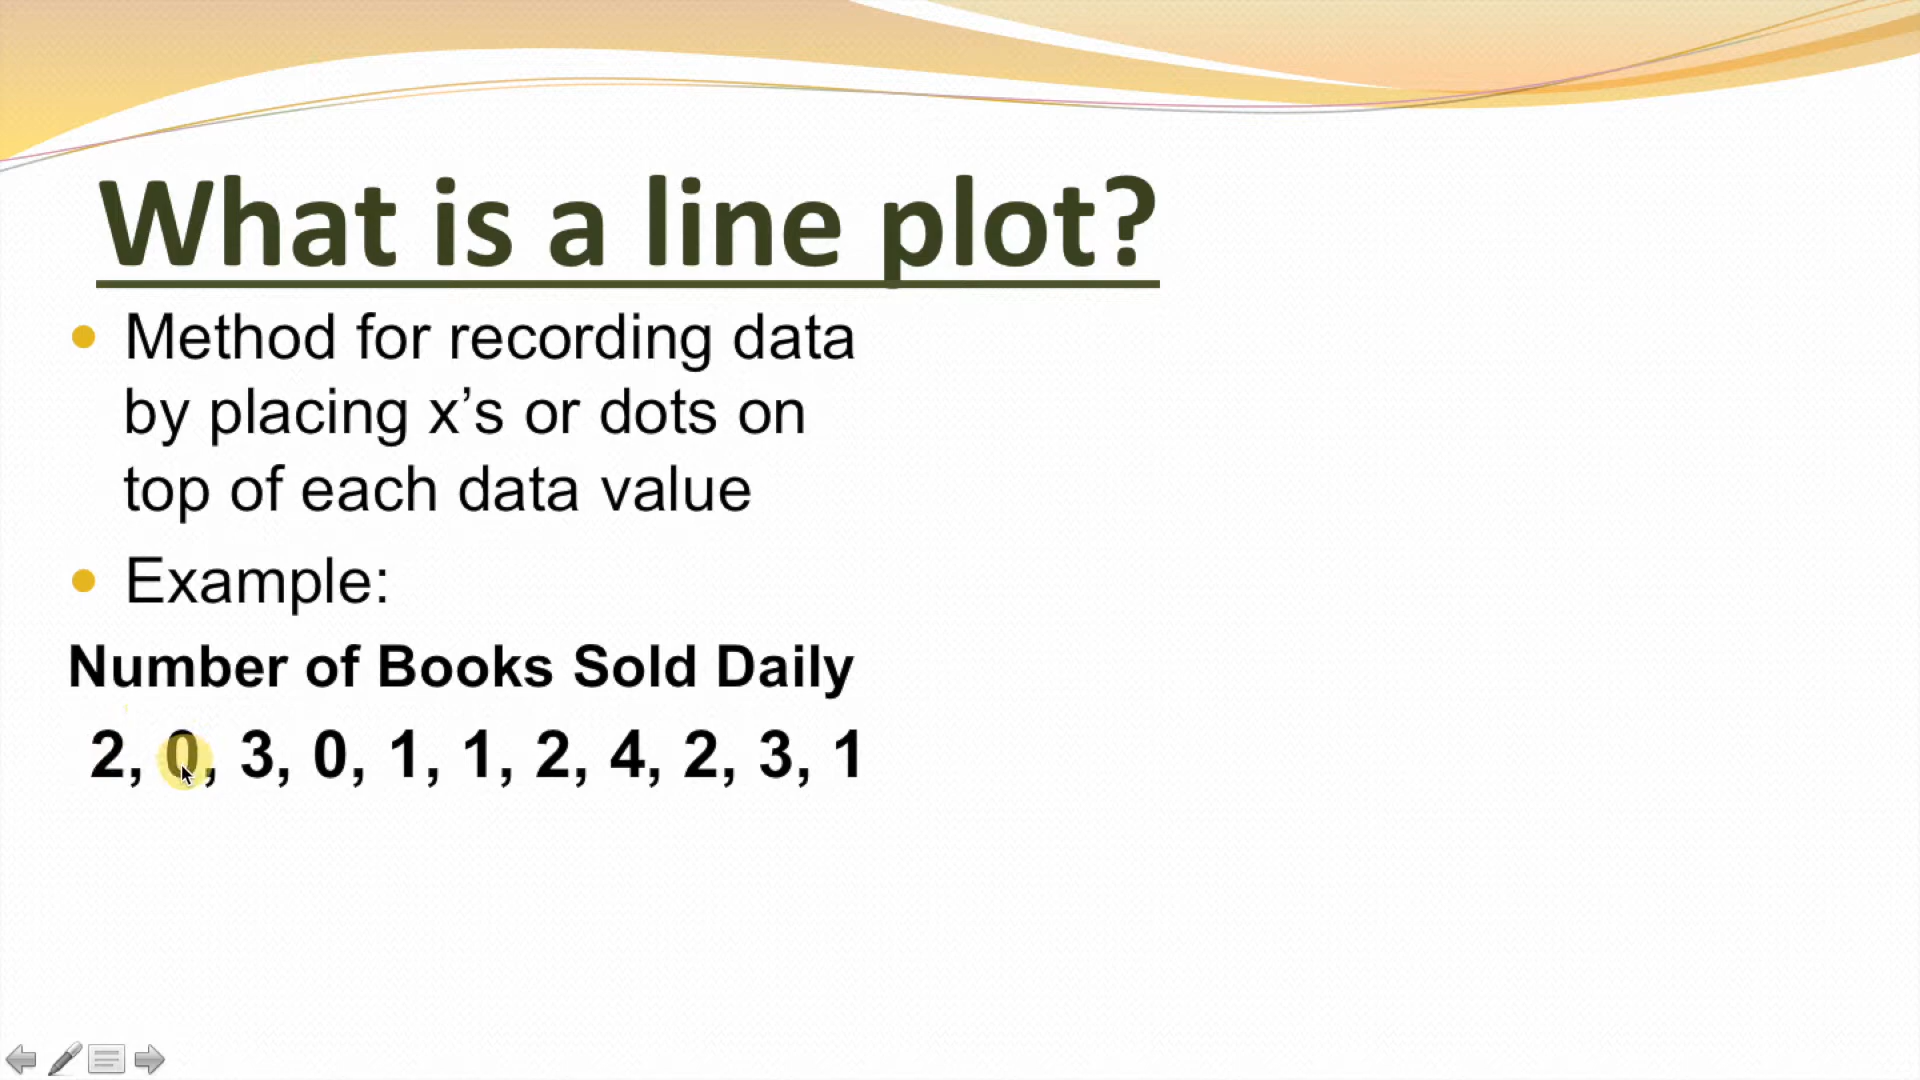 What is a line plot?
Method for recording data
by placing x’s or dots on
top of each data value
Example:
Number of Books Sold Daily
2, 0, 3, 0, 1, 1, 2, 4, 2, 3, 1